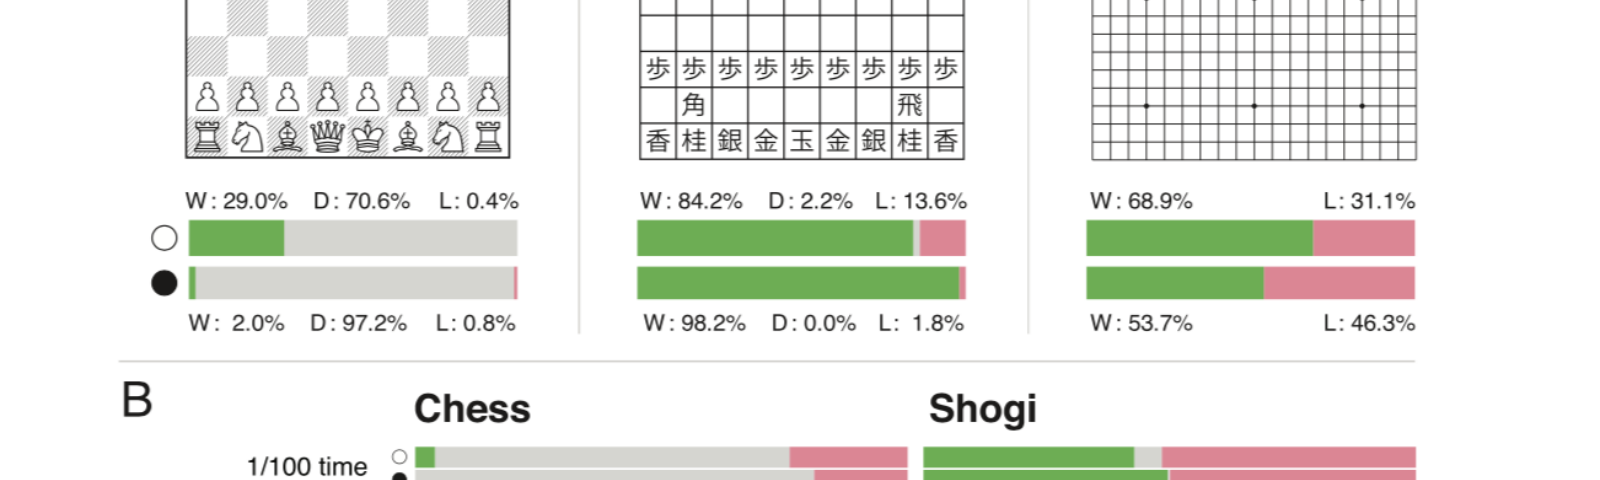 歩 歩 歩 歩 歩 歩 歩 歩 歩
角 飛
香 桂 銀 金 玉 金 銀 桂 香
W: 29.0% D: 70.6% L: 0.4%
W: 84.2% D: 2.2% L: 13.6%
W: 68.9% L: 31.1%
W: 2.0% D: 97.2% L: 0.8%
W: 98.2% D: 0.0% L: 1.8%
W: 53.7% L: 46.3%
B
Chess
Shogi
1/100 time